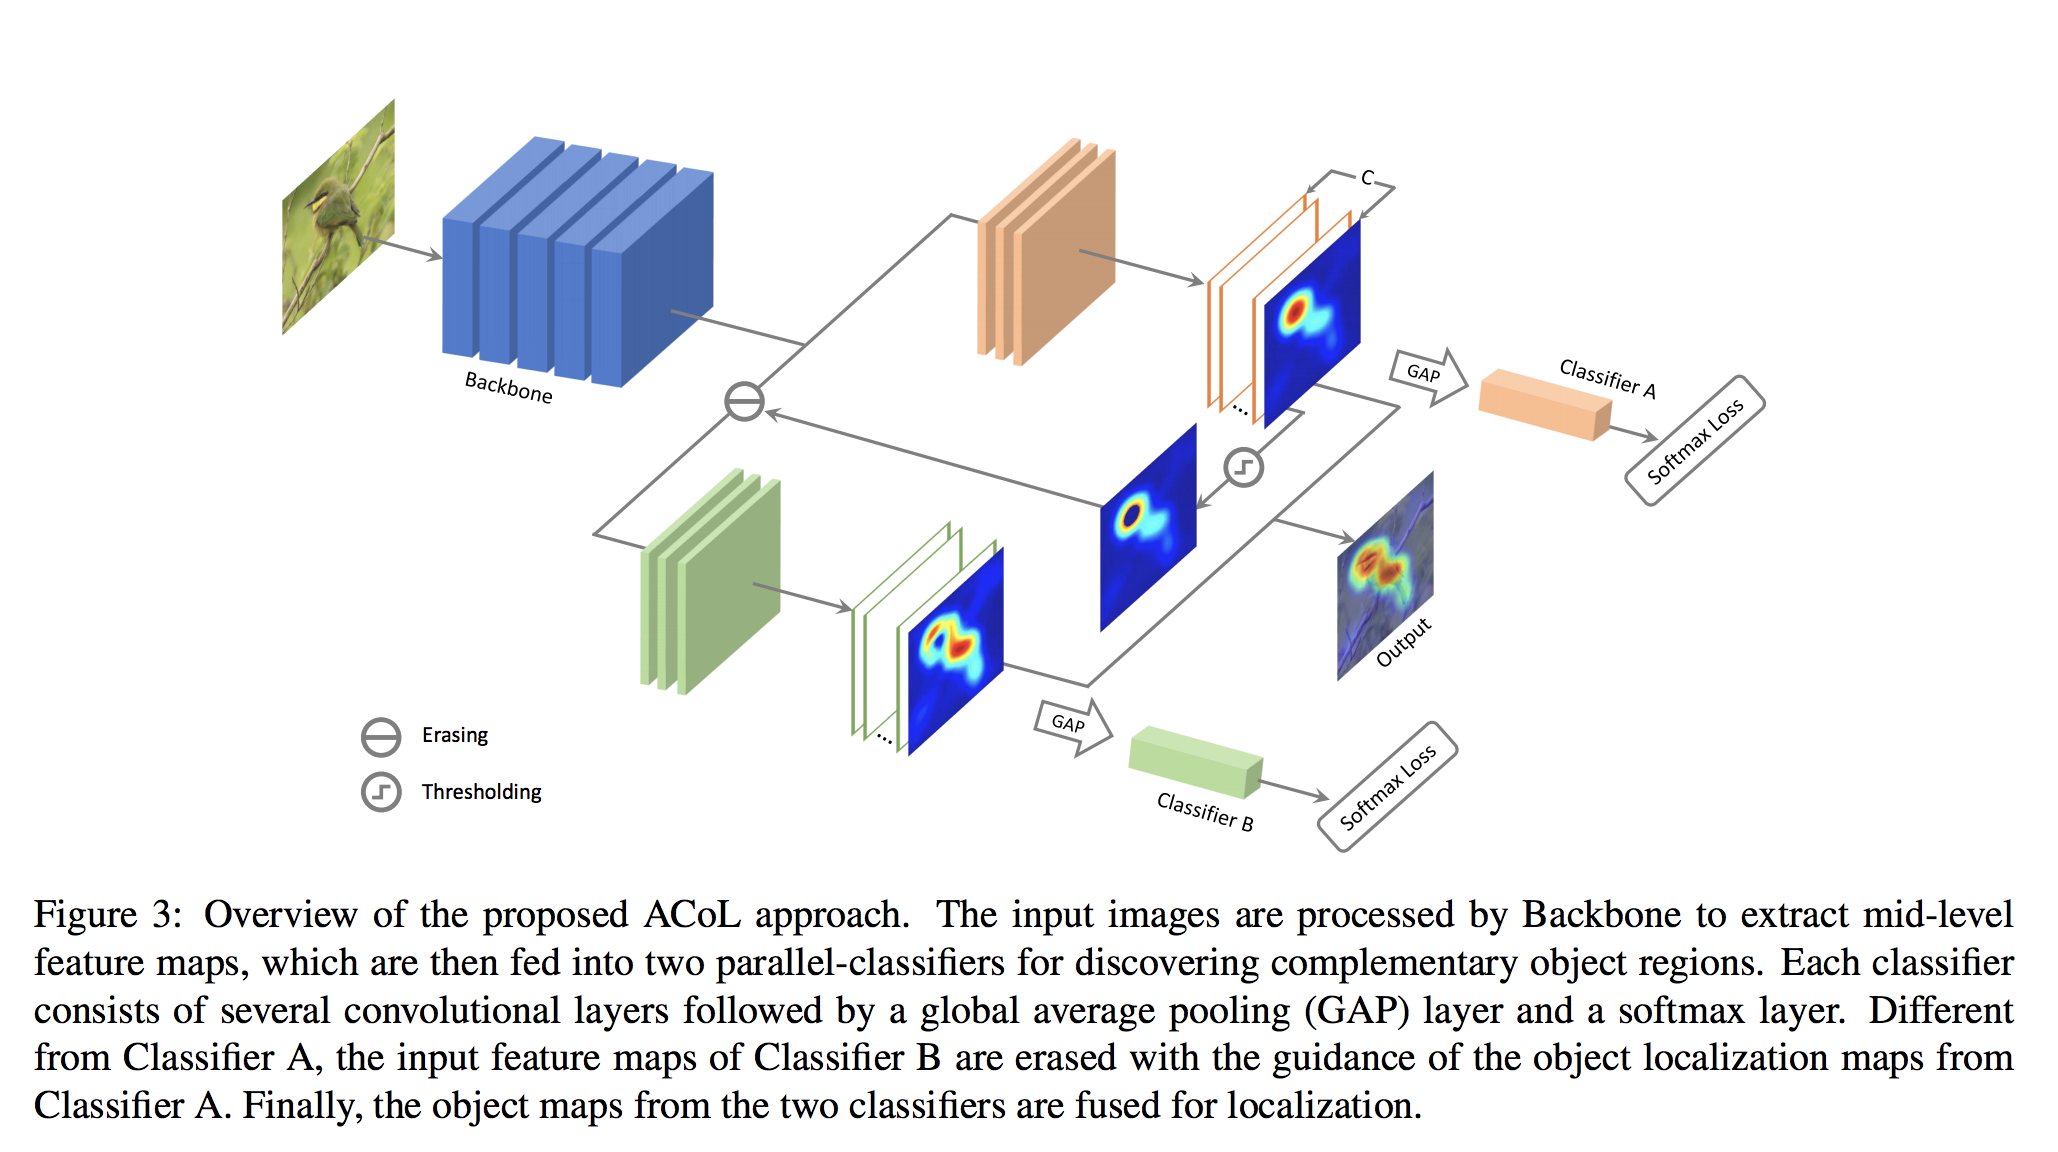 C
Backbone
GAP
Classifier A
Softmax Loss
...
Output
...
GAP
Classifier B
Softmax Loss
Erasing
Thresholding
Figure 3: Overview of the proposed ACoL approach. The input images are processed by Backbone to extract mid-level
feature maps, which are then fed into two parallel-classifiers for discovering complementary object regions. Each classifier
consists of several convolutional layers followed by a global average pooling (GAP) layer and a softmax layer. Different
from Classifier A, the input feature maps of Classifier B are erased with the guidance of the object localization maps from
Classifier A. Finally, the object maps from the two classifiers are fused for localization.